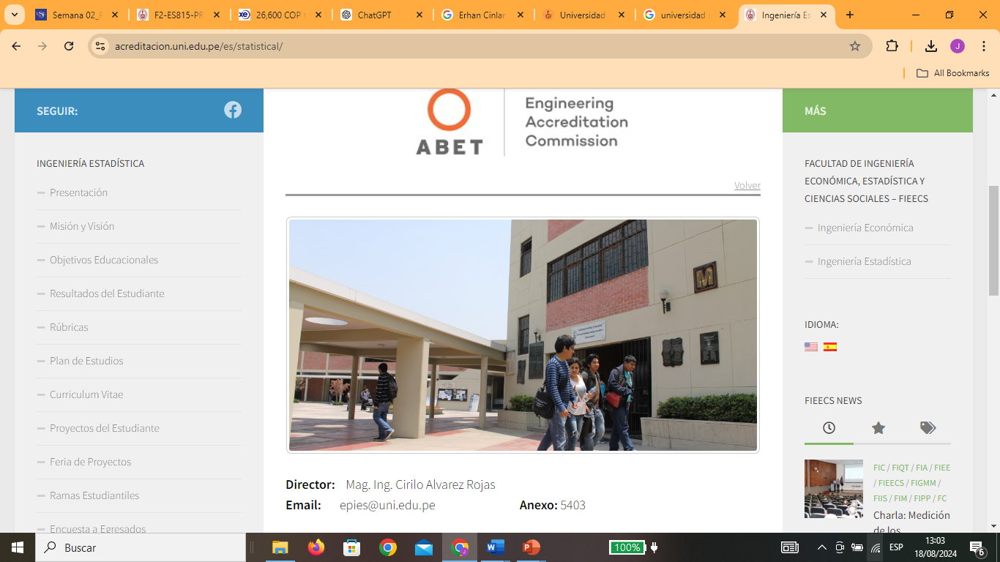 Semana 02_F
F2-ES815-PR
26,600 COP t
ChatGPT
Erhan Cinlar
Universidad
universidad n
Ingeniería Es
acreditacion.uni.edu.pe/es/statistical/
J
All Bookmarks
SEGUIR:
INGENIERÍA ESTADÍSTICA
Presentación
Misión y Visión
Objetivos Educacionales
Resultados del Estudiante
Rúbricas
Plan de Estudios
Curriculum Vitae
Proyectos del Estudiante
Feria de Proyectos
Ramas Estudiantiles
Encuesta a Egresados
ABET
Engineering
Accreditation
Commission
Volver
M
Director: Mag. Ing. Cirilo Alvarez Rojas
Email: epies@uni.edu.pe Anexo: 5403
MÁS
FACULTAD DE INGENIERÍA
ECONÓMICA, ESTADÍSTICA Y
CIENCIAS SOCIALES – FIEECS
Ingeniería Económica
Ingeniería Estadística
IDIOMA:
FIEECS NEWS
FIC / FIQT / FIA / FIEE
/ FIEECS / FIGMM /
FIIS / FIM / FIPP / FC
Charla: Medición
de los
Buscar
100%
ESP
13:03
18/08/2024
6